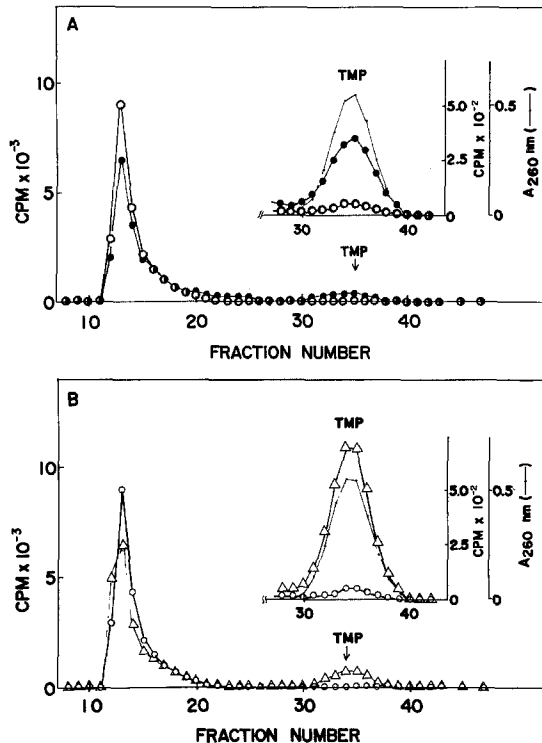 A
CPM x 10⁻³
10
5
0
10 20 30 40
FRACTION NUMBER
TMP
TMP
30 40
5.0
2.5
0
CPM x 10⁻²
0.5
0
A260 nm (——)
B
CPM x 10⁻³
10
5
0
10 20 30 40
FRACTION NUMBER
TMP
TMP
30 40
5.0
2.5
0
CPM x 10⁻²
0.5
0
A260 nm (——)